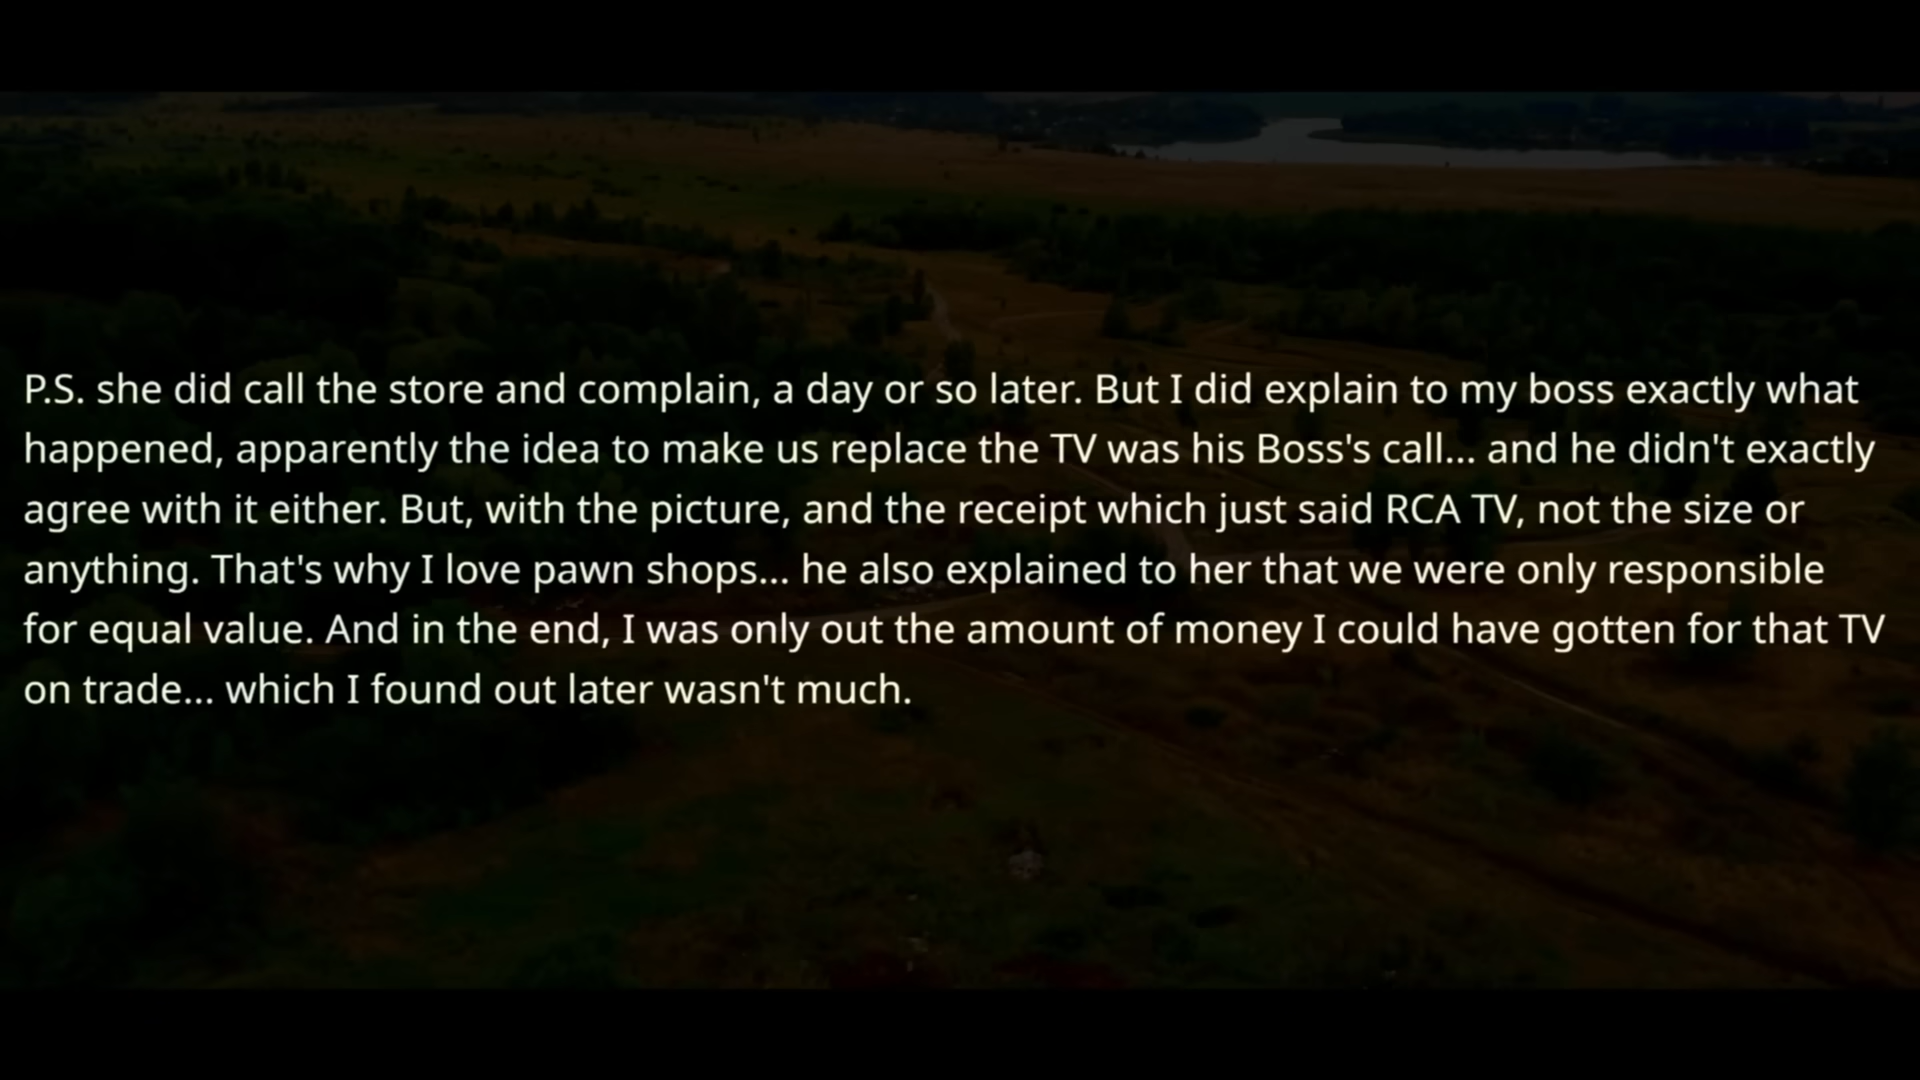 P.S. she did call the store and complain, a day or so later. But I did explain to my boss exactly what
happened, apparently the idea to make us replace the TV was his Boss's call... and he didn't exactly
agree with it either. But, with the picture, and the receipt which just said RCA TV, not the size or
anything. That's why I love pawn shops... he also explained to her that we were only responsible
for equal value. And in the end, I was only out the amount of money I could have gotten for that TV
on trade... which I found out later wasn't much.